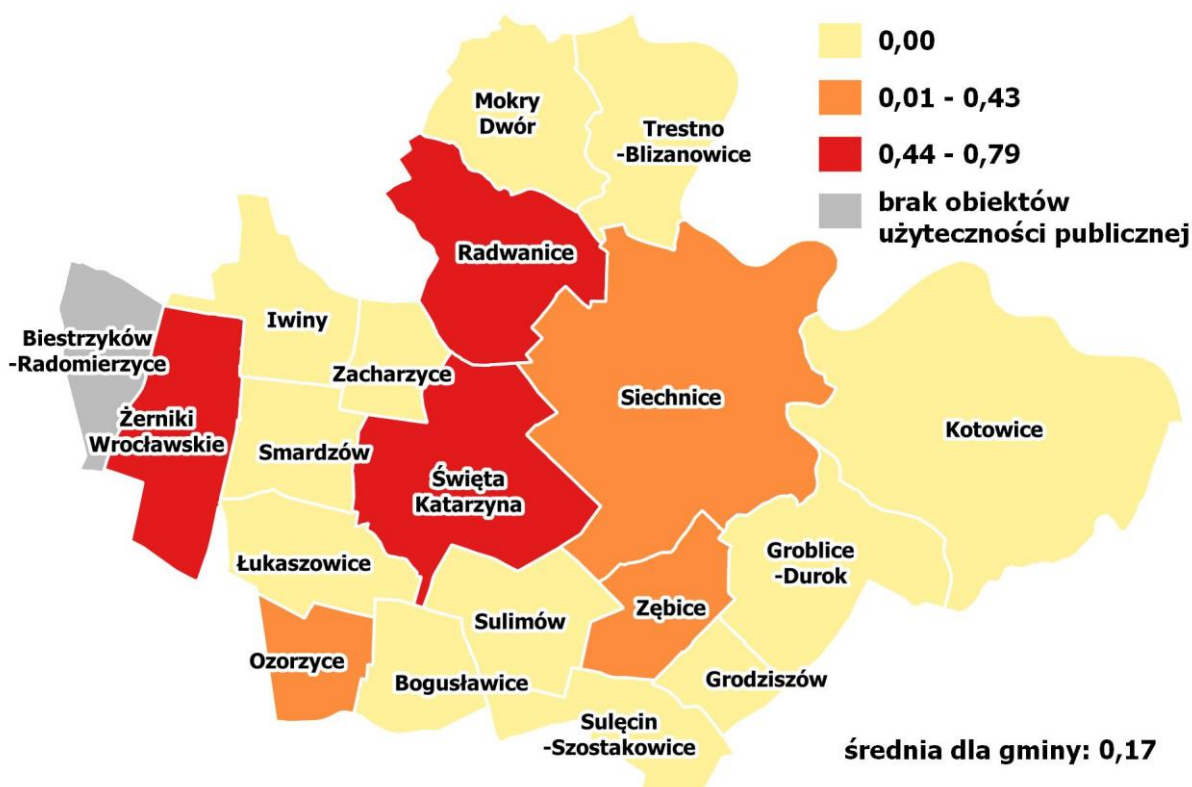 0,00
0,01 - 0,43
0,44 - 0,79
brak obiektów
użyteczności publicznej
Mokry
Dwór
Trestno
-Blizanowice
Radwanice
Iwiny
Biestrzyków
-Radomierzyce
Zacharzyce
Siechnice
Żerniki
Wrocławskie
Kotowice
Smardzów
Święta
Katarzyna
Łukaszowice
Groblice
-Durok
Zębice
Sulimów
Ozorzyce
Bogusławice
Grodziszów
Sulęcin
-Szostakowice
średnia dla gminy: 0,17